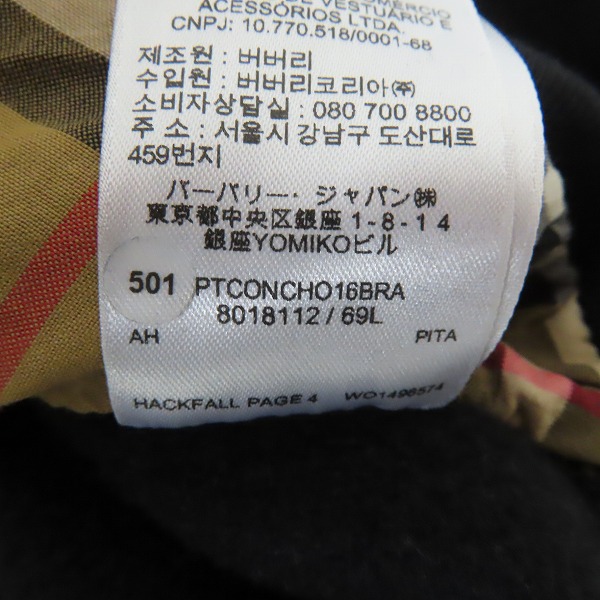 DE VESTUÁRIO E
ACESSÓRIOS LTDA.
CNPJ: 10.770.518/0001-68
제조원 : 버버리
수입원 : 버버리코리아㈜
소비자상담실 : 080 700 8800
주 소 : 서울시 강남구 도산대로
459번지
バーバリー・ジャパン㈱
東京都中央区銀座 1-8-14
銀座YOMIKOビル
501 PTCONCHO16BRA
8018112 / 69L
AH PITA
HACKFALL PAGE 4 WO1496574